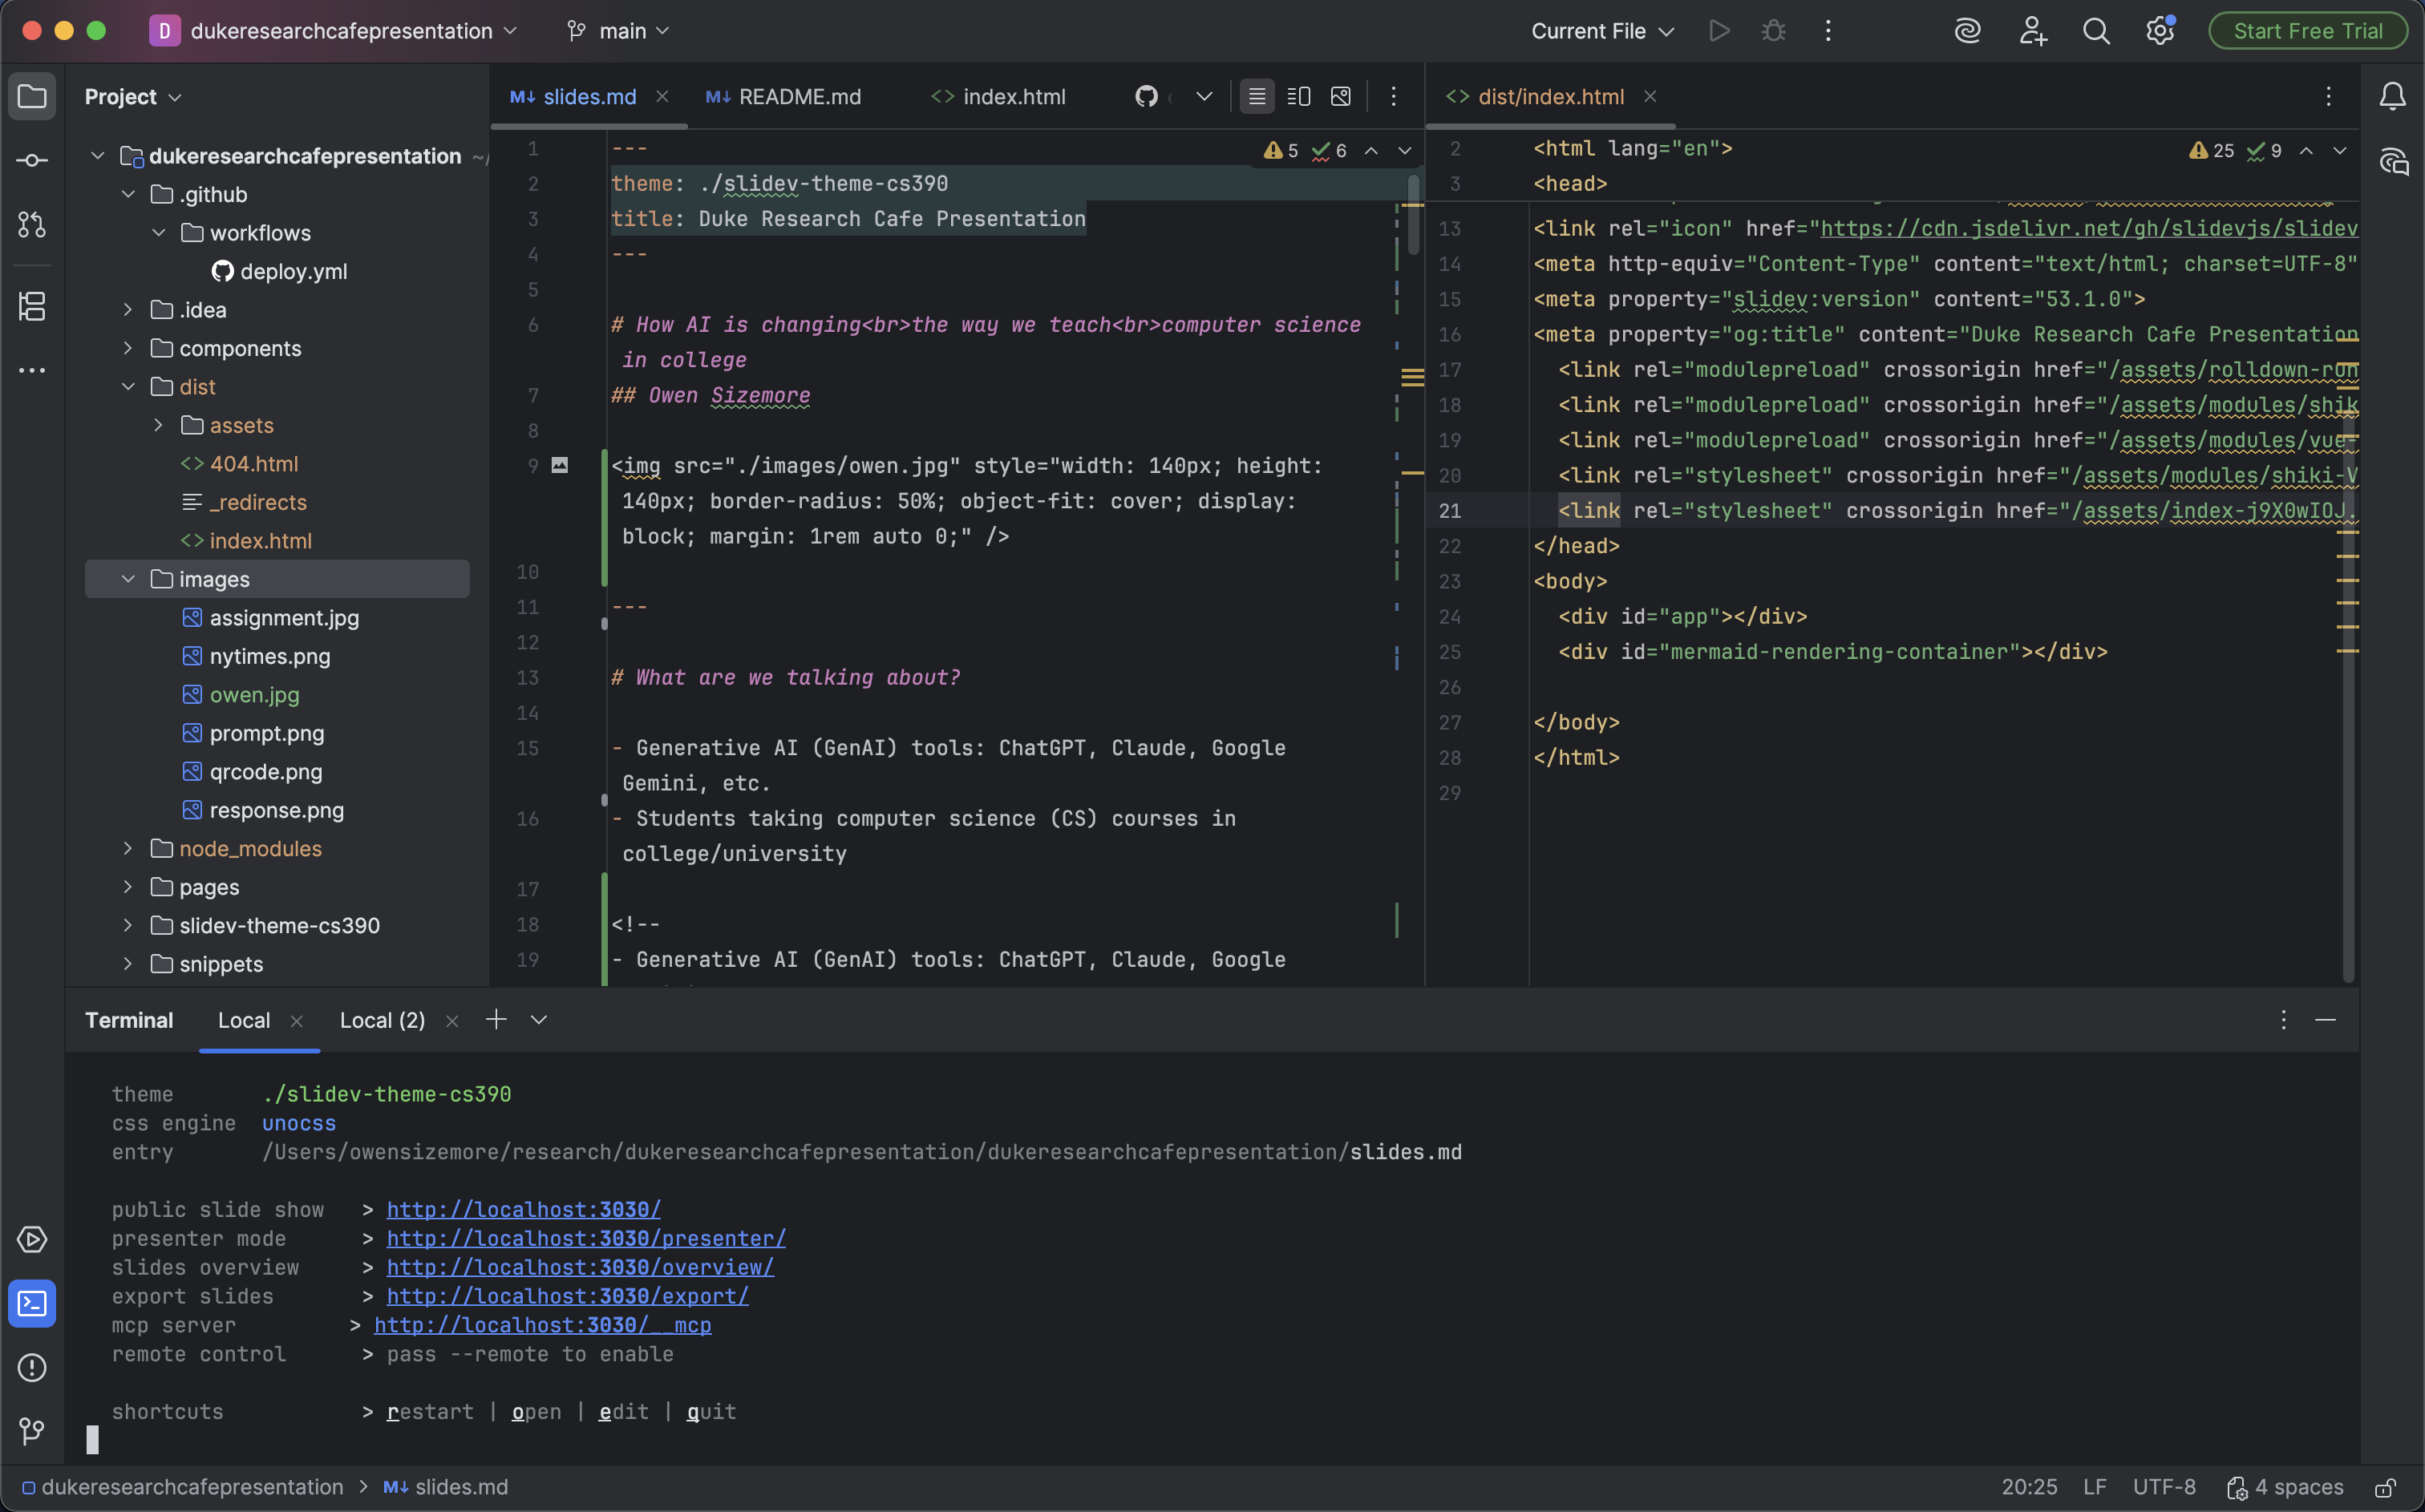 D dukeresearchcafepresentation main Current File Start Free Trial
Project
dukeresearchcafepresentation ~/
.github
workflows
deploy.yml
.idea
components
dist
assets
404.html
_redirects
index.html
images
assignment.jpg
nytimes.png
owen.jpg
prompt.png
qrcode.png
response.png
node_modules
pages
slidev-theme-cs390
snippets
M↓ slides.md M↓ README.md <> index.html
5 6
1 ---
2 theme: ./slidev-theme-cs390
3 title: Duke Research Cafe Presentation
4 ---
5
6 # How AI is changing<br>the way we teach<br>computer science
in college
7 ## Owen Sizemore
8
9 <img src="./images/owen.jpg" style="width: 140px; height:
140px; border-radius: 50%; object-fit: cover; display:
block; margin: 1rem auto 0;" />
10
11 ---
12
13 # What are we talking about?
14
15 - Generative AI (GenAI) tools: ChatGPT, Claude, Google
Gemini, etc.
16 - Students taking computer science (CS) courses in
college/university
17
18 <!--
19 - Generative AI (GenAI) tools: ChatGPT, Claude, Google
<> dist/index.html
25 9
2 <html lang="en">
3 <head>
13 <link rel="icon" href="https://cdn.jsdelivr.net/gh/slidevjs/slidev
14 <meta http-equiv="Content-Type" content="text/html; charset=UTF-8"
15 <meta property="slidev:version" content="53.1.0">
16 <meta property="og:title" content="Duke Research Cafe Presentation
17 <link rel="modulepreload" crossorigin href="/assets/rolldown-run
18 <link rel="modulepreload" crossorigin href="/assets/modules/shik
19 <link rel="modulepreload" crossorigin href="/assets/modules/vue-
20 <link rel="stylesheet" crossorigin href="/assets/modules/shiki-V
21 <link rel="stylesheet" crossorigin href="/assets/index-j9X0wIOJ.
22 </head>
23 <body>
24 <div id="app"></div>
25 <div id="mermaid-rendering-container"></div>
26
27 </body>
28 </html>
29
Terminal Local Local (2)
theme ./slidev-theme-cs390
css engine unocss
entry /Users/owensizemore/research/dukeresearchcafepresentation/dukeresearchcafepresentation/slides.md
public slide show > http://localhost:3030/
presenter mode > http://localhost:3030/presenter/
slides overview > http://localhost:3030/overview/
export slides > http://localhost:3030/export/
mcp server > http://localhost:3030/__mcp
remote control > pass --remote to enable
shortcuts > restart | open | edit | quit
dukeresearchcafepresentation > M↓ slides.md 20:25 LF UTF-8 4 spaces